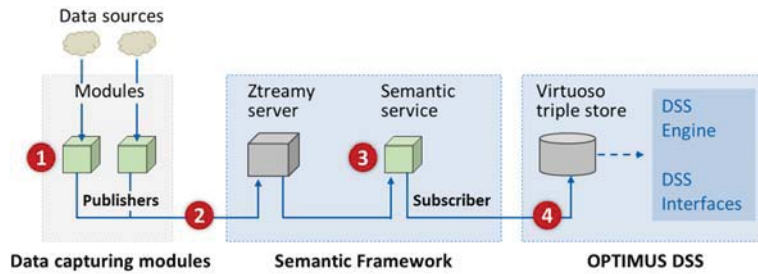 Data sources
Modules
1
Publishers
2
Data capturing modules
Ztreamy
server
Semantic
service
3
Subscriber
Semantic Framework
4
Virtuoso
triple store
DSS
Engine
DSS
Interfaces
OPTIMUS DSS